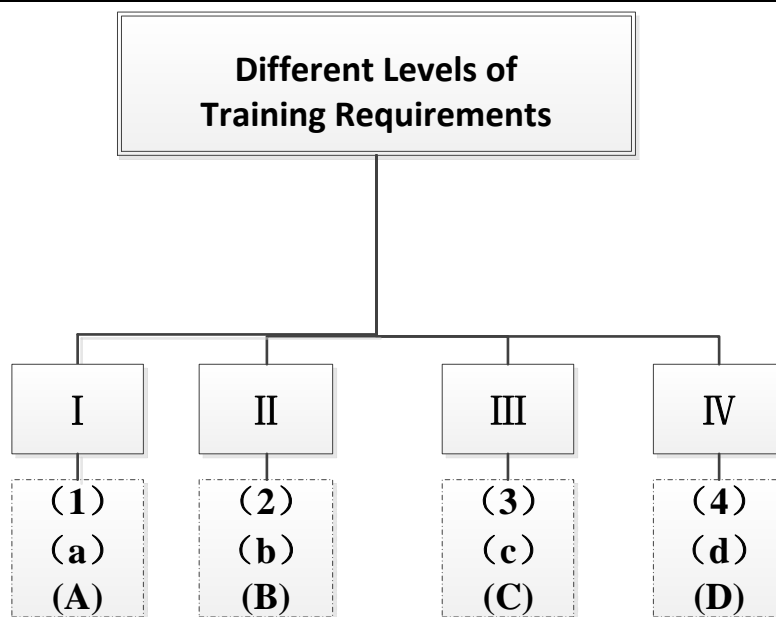 Different Levels of
Training Requirements
Ⅰ
Ⅱ
Ⅲ
Ⅳ
（1）
（a）
(A)
（2）
（b）
(B)
（3）
（c）
(C)
（4）
（d）
(D)